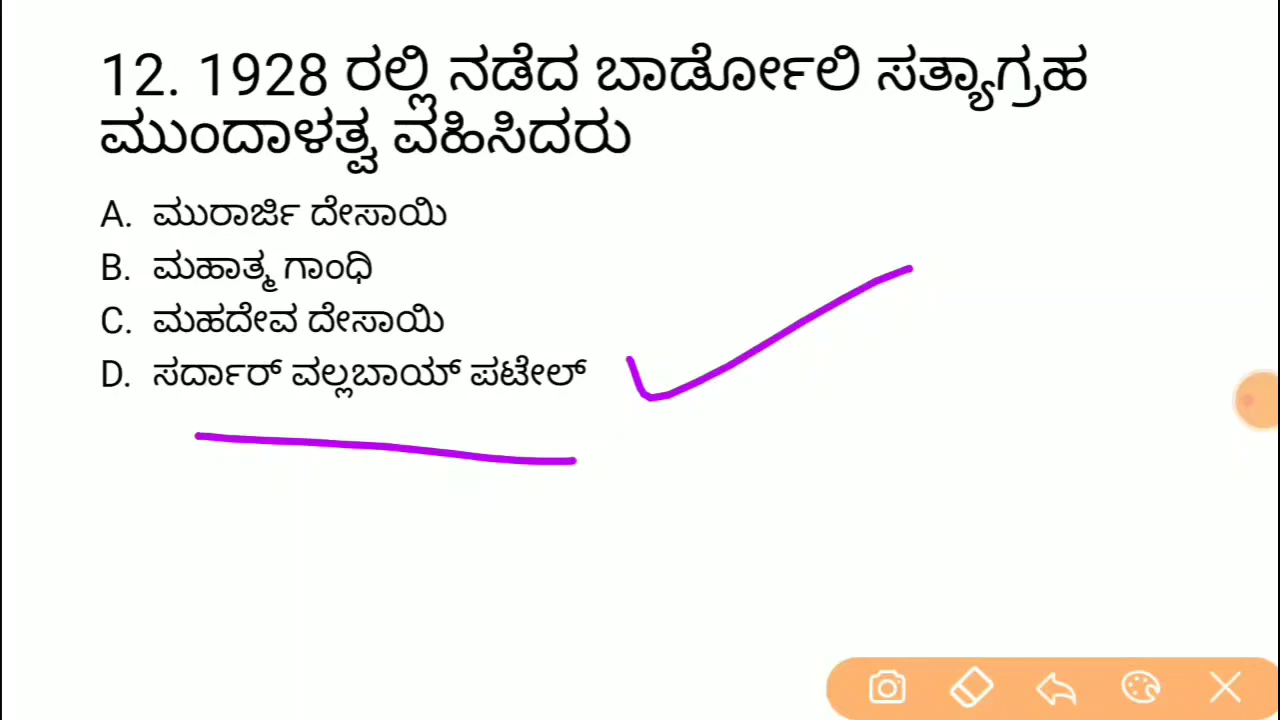 12. 1928 ರಲ್ಲಿ ನಡೆದ ಬಾರ್ಡೋಲಿ ಸತ್ಯಾಗ್ರಹ
ಮುಂದಾಳತ್ವ ವಹಿಸಿದರು
A. ಮುರಾರ್ಜಿ ದೇಸಾಯಿ
B. ಮಹಾತ್ಮ ಗಾಂಧಿ
C. ಮಹದೇವ ದೇಸಾಯಿ
D. ಸರ್ದಾರ್ ವಲ್ಲಬಾಯ್ ಪಟೇಲ್